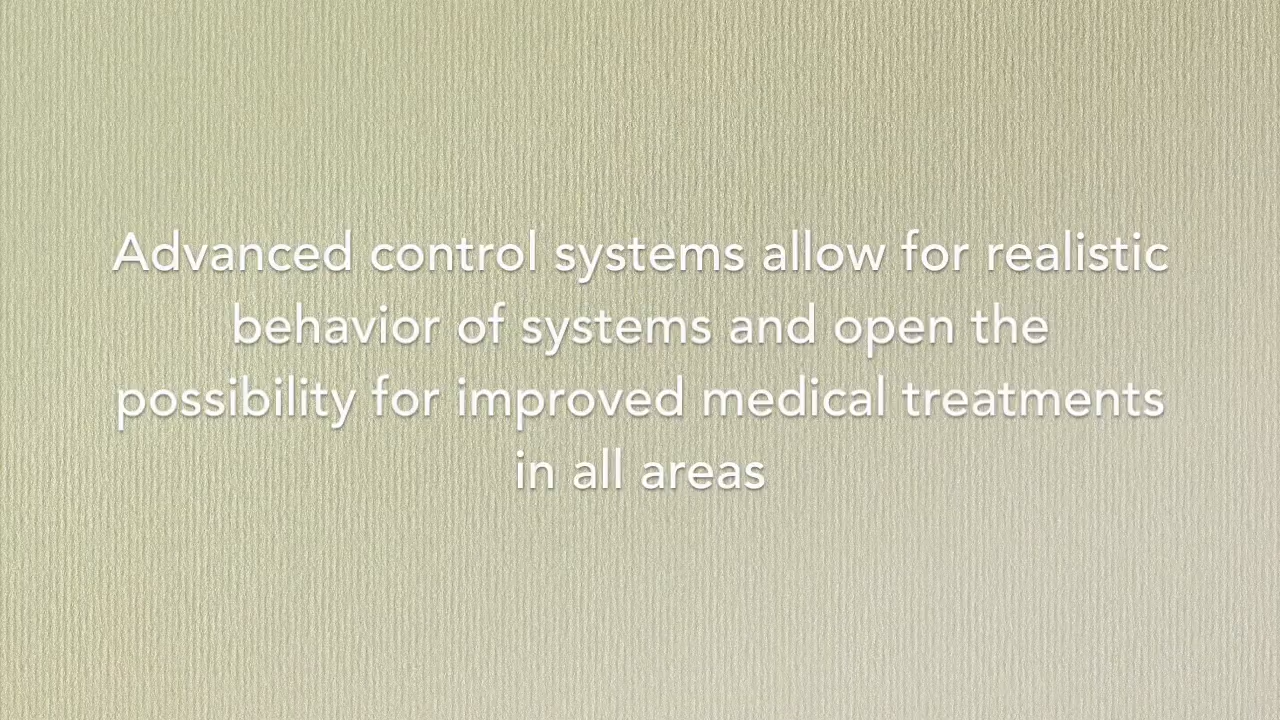 Advanced control systems allow for realistic
behavior of systems and open the
possibility for improved medical treatments
in all areas